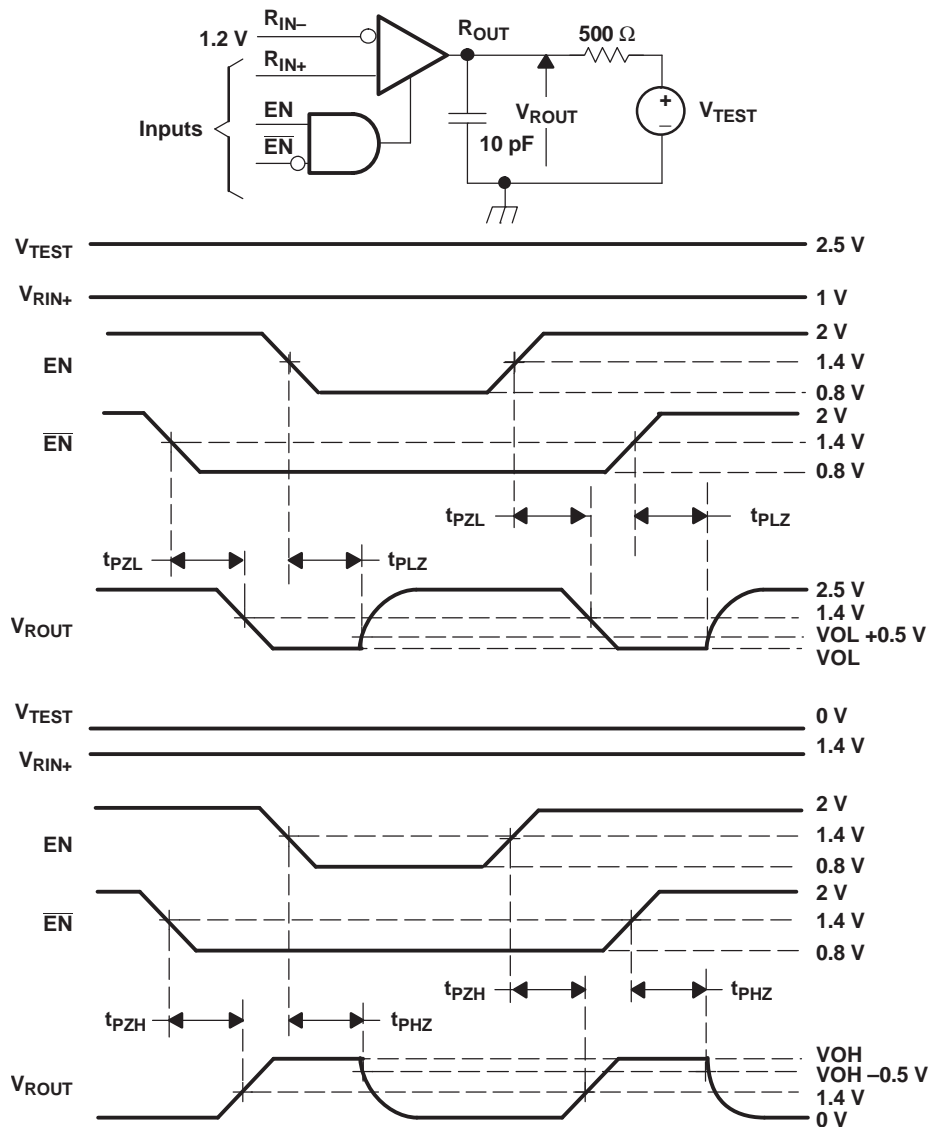 R_IN–
R_OUT
500 Ω
1.2 V
R_IN+
EN
V_ROUT
+
–
V_TEST
Inputs
EN
10 pF
V_TEST
2.5 V
V_RIN+
1 V
2 V
EN
1.4 V
0.8 V
2 V
EN
1.4 V
0.8 V
t_PZL
t_PLZ
t_PZL
t_PLZ
2.5 V
1.4 V
V_ROUT
VOL +0.5 V
VOL
V_TEST
0 V
V_RIN+
1.4 V
2 V
EN
1.4 V
0.8 V
2 V
EN
1.4 V
0.8 V
t_PZH
t_PHZ
t_PZH
t_PHZ
VOH
VOH –0.5 V
V_ROUT
1.4 V
0 V